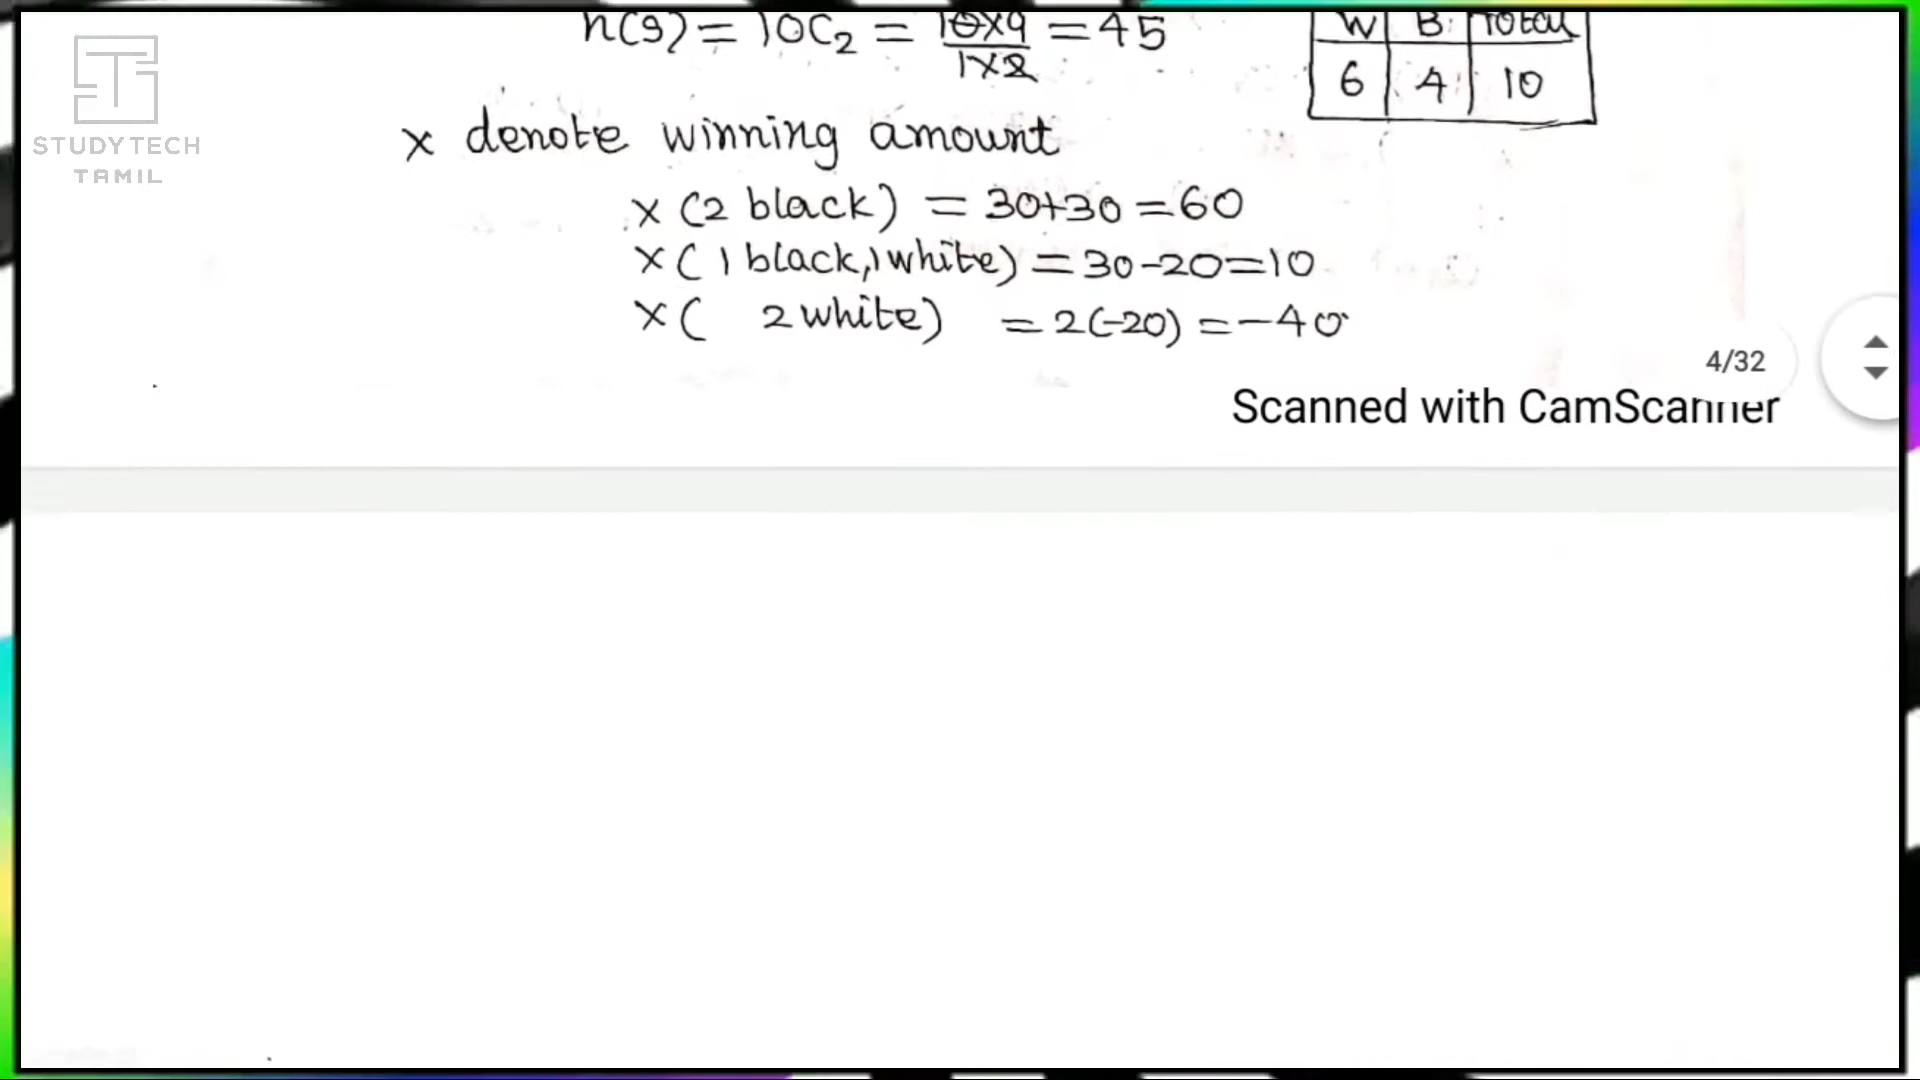 n(S) = 10C2 = 10×9 / 1×2 = 45
W B Total
6 4 10
STUDYTECH
TAMIL
x denote winning amount
x (2 black) = 30+30 = 60
x (1 black, 1 white) = 30-20 = 10
x ( 2 white) = 2(-20) = -40
4/32
Scanned with CamScanner